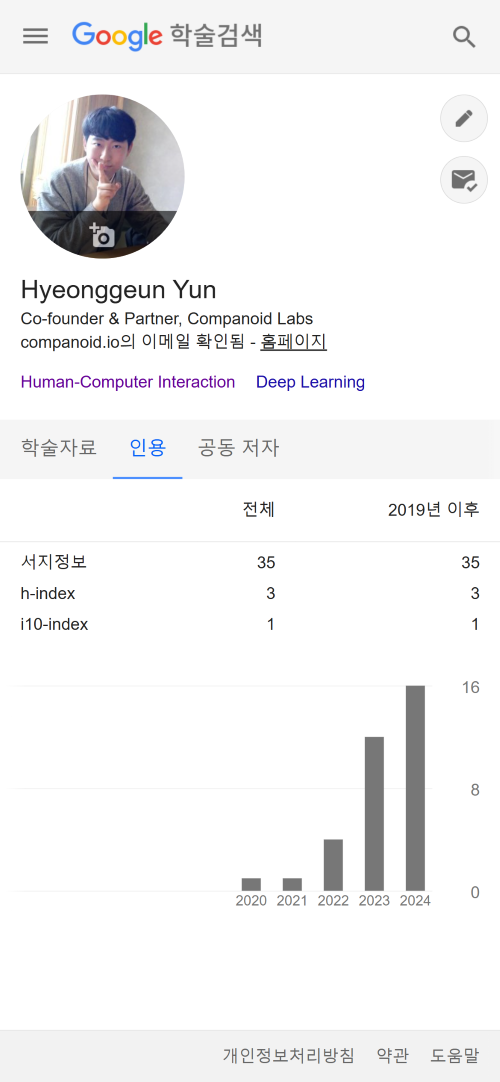 Google 학술검색
Hyeonggeun Yun
Co-founder & Partner, Companoid Labs
companoid.io의 이메일 확인됨 - 홈페이지
Human-Computer Interaction Deep Learning
학술자료 인용 공동 저자
전체 2019년 이후
서지정보 35 35
h-index 3 3
i10-index 1 1
16
8
0
2020 2021 2022 2023 2024
개인정보처리방침 약관 도움말